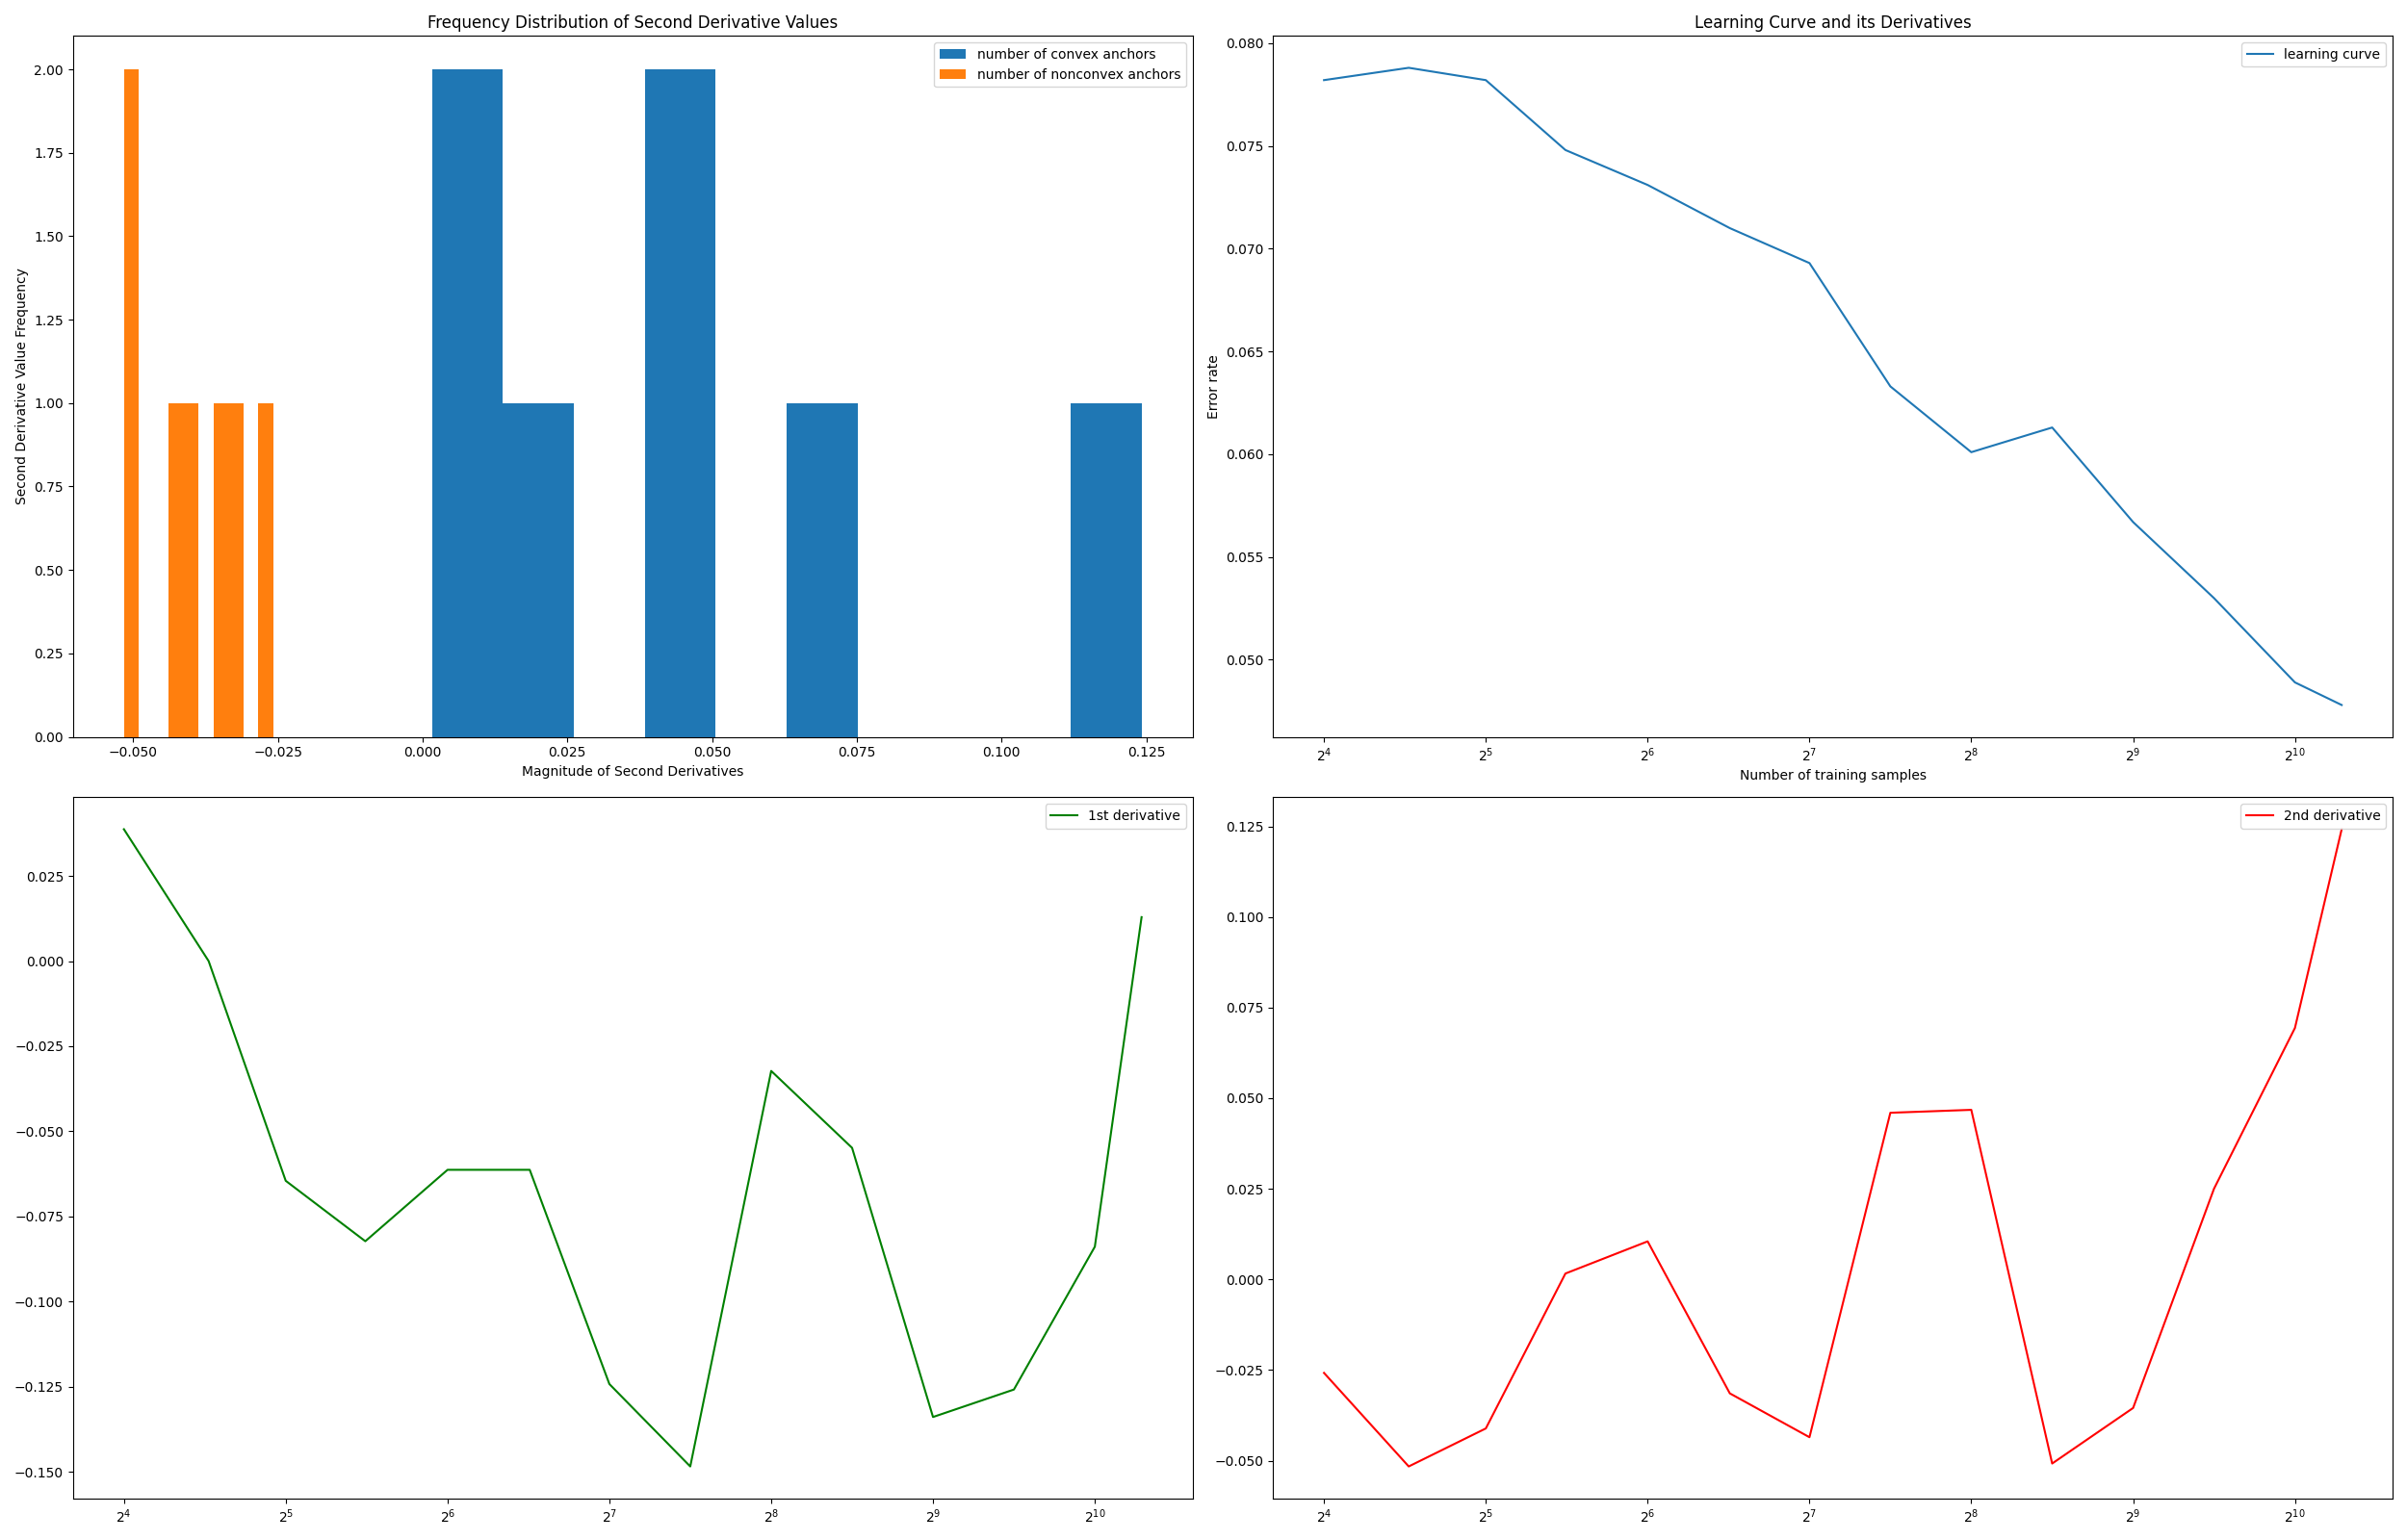 Frequency Distribution of Second Derivative Values
number of convex anchors
number of nonconvex anchors
2.00
1.75
1.50
1.25
1.00
0.75
0.50
0.25
0.00
Second Derivative Value Frequency
−0.050 −0.025 0.000 0.025 0.050 0.075 0.100 0.125
Magnitude of Second Derivatives
Learning Curve and its Derivatives
learning curve
0.080
0.075
0.070
0.065
0.060
0.055
0.050
Error rate
2⁴ 2⁵ 2⁶ 2⁷ 2⁸ 2⁹ 2¹⁰
Number of training samples
1st derivative
0.025
0.000
−0.025
−0.050
−0.075
−0.100
−0.125
−0.150
2⁴ 2⁵ 2⁶ 2⁷ 2⁸ 2⁹ 2¹⁰
2nd derivative
0.125
0.100
0.075
0.050
0.025
0.000
−0.025
−0.050
2⁴ 2⁵ 2⁶ 2⁷ 2⁸ 2⁹ 2¹⁰